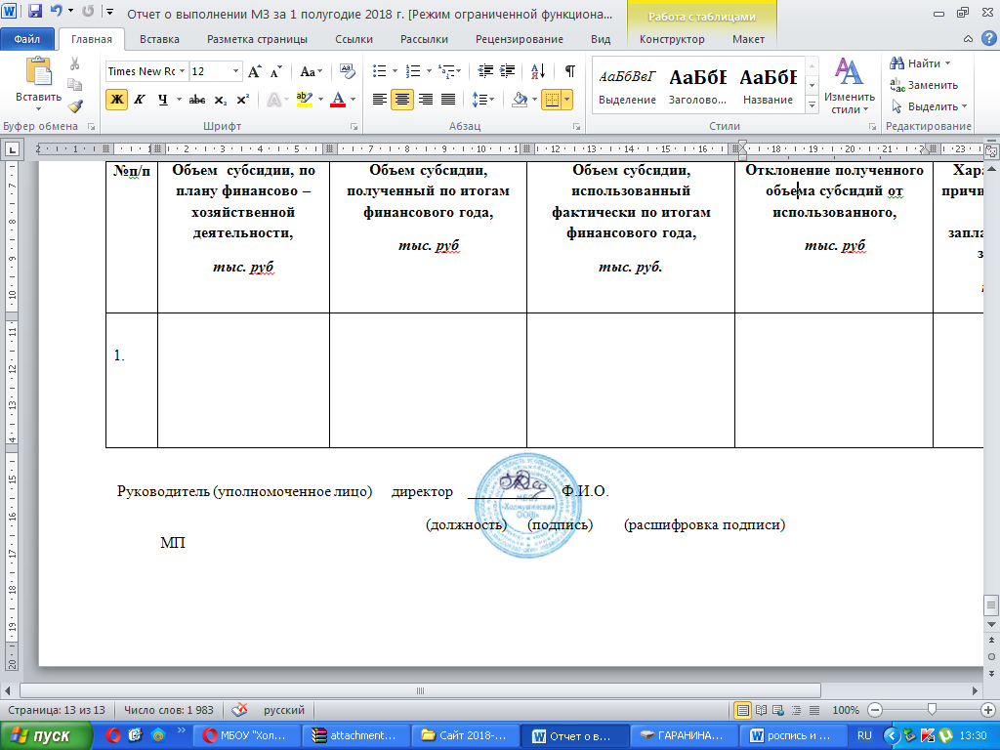 Отчет о выполнении МЗ за 1 полугодие 2018 г. [Режим ограниченной функциона...
Работа с таблицами
Файл Главная Вставка Разметка страницы Ссылки Рассылки Рецензирование Вид Конструктор Макет
Вставить
Times New Ro 12
Ж К Ч abc x₂ x²
АаБбВвГ АаБбЕ АаБбВ
Выделение Заголово... Название
Изменить стили
Найти
Заменить
Выделить
Буфер обмена Шрифт Абзац Стили Редактирование
№п/п
Объем субсидии, по
плану финансово –
хозяйственной
деятельности,
тыс. руб
Объем субсидии,
полученный по итогам
финансового года,
тыс. руб
Объем субсидии,
использованный
фактически по итогам
финансового года,
тыс. руб.
Отклонение полученного
объема субсидий от
использованного,
тыс. руб
Хара
причи
запла
з
1.
Руководитель (уполномоченное лицо) директор ____________ Ф.И.О.
МБОУ
«Холмушинская
ООШ»
(должность) (подпись) (расшифровка подписи)
МП
Страница: 13 из 13 Число слов: 1 983 русский 100%
пуск МБОУ "Хол... attachment... Сайт 2018-... Отчет о в... ГАРАНИНА... роспись и ... RU 13:30